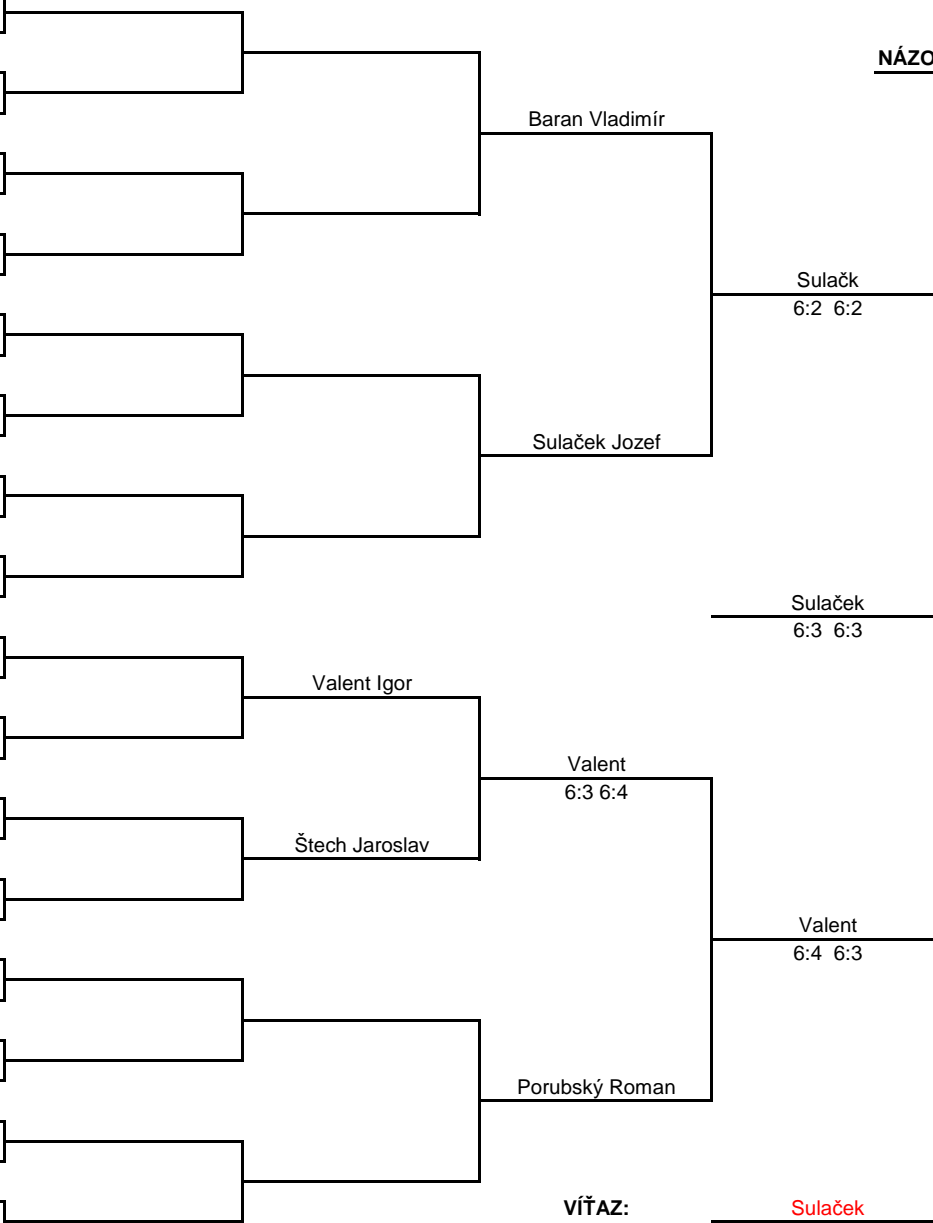 NÁZO
Baran Vladimír
Sulačk
6:2 6:2
Sulaček Jozef
Sulaček
6:3 6:3
Valent Igor
Valent
6:3 6:4
Štech Jaroslav
Valent
6:4 6:3
Porubský Roman
VÍŤAZ: Sulaček